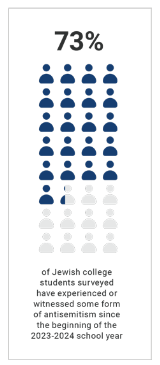 73%
of Jewish college
students surveyed
have experienced or
witnessed some form
of antisemitism since
the beginning of the
2023-2024 school year